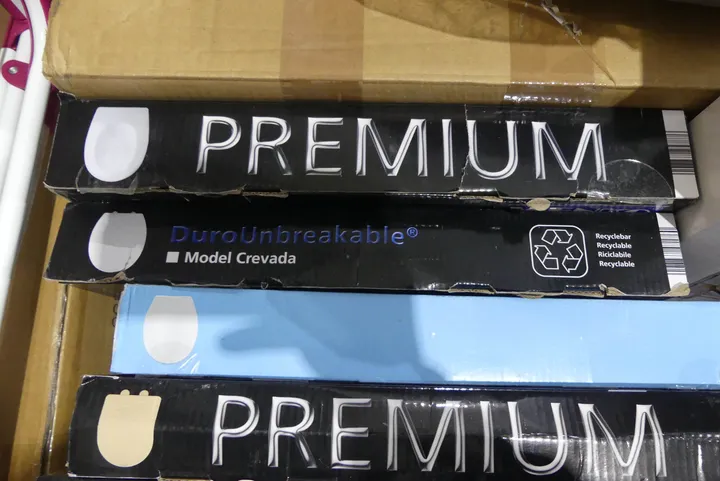 PREMIUM
DuroUnbreakable®
Model Crevada
Recyclebar
Recyclable
Riciclabile
Recyclable
PREMIUM